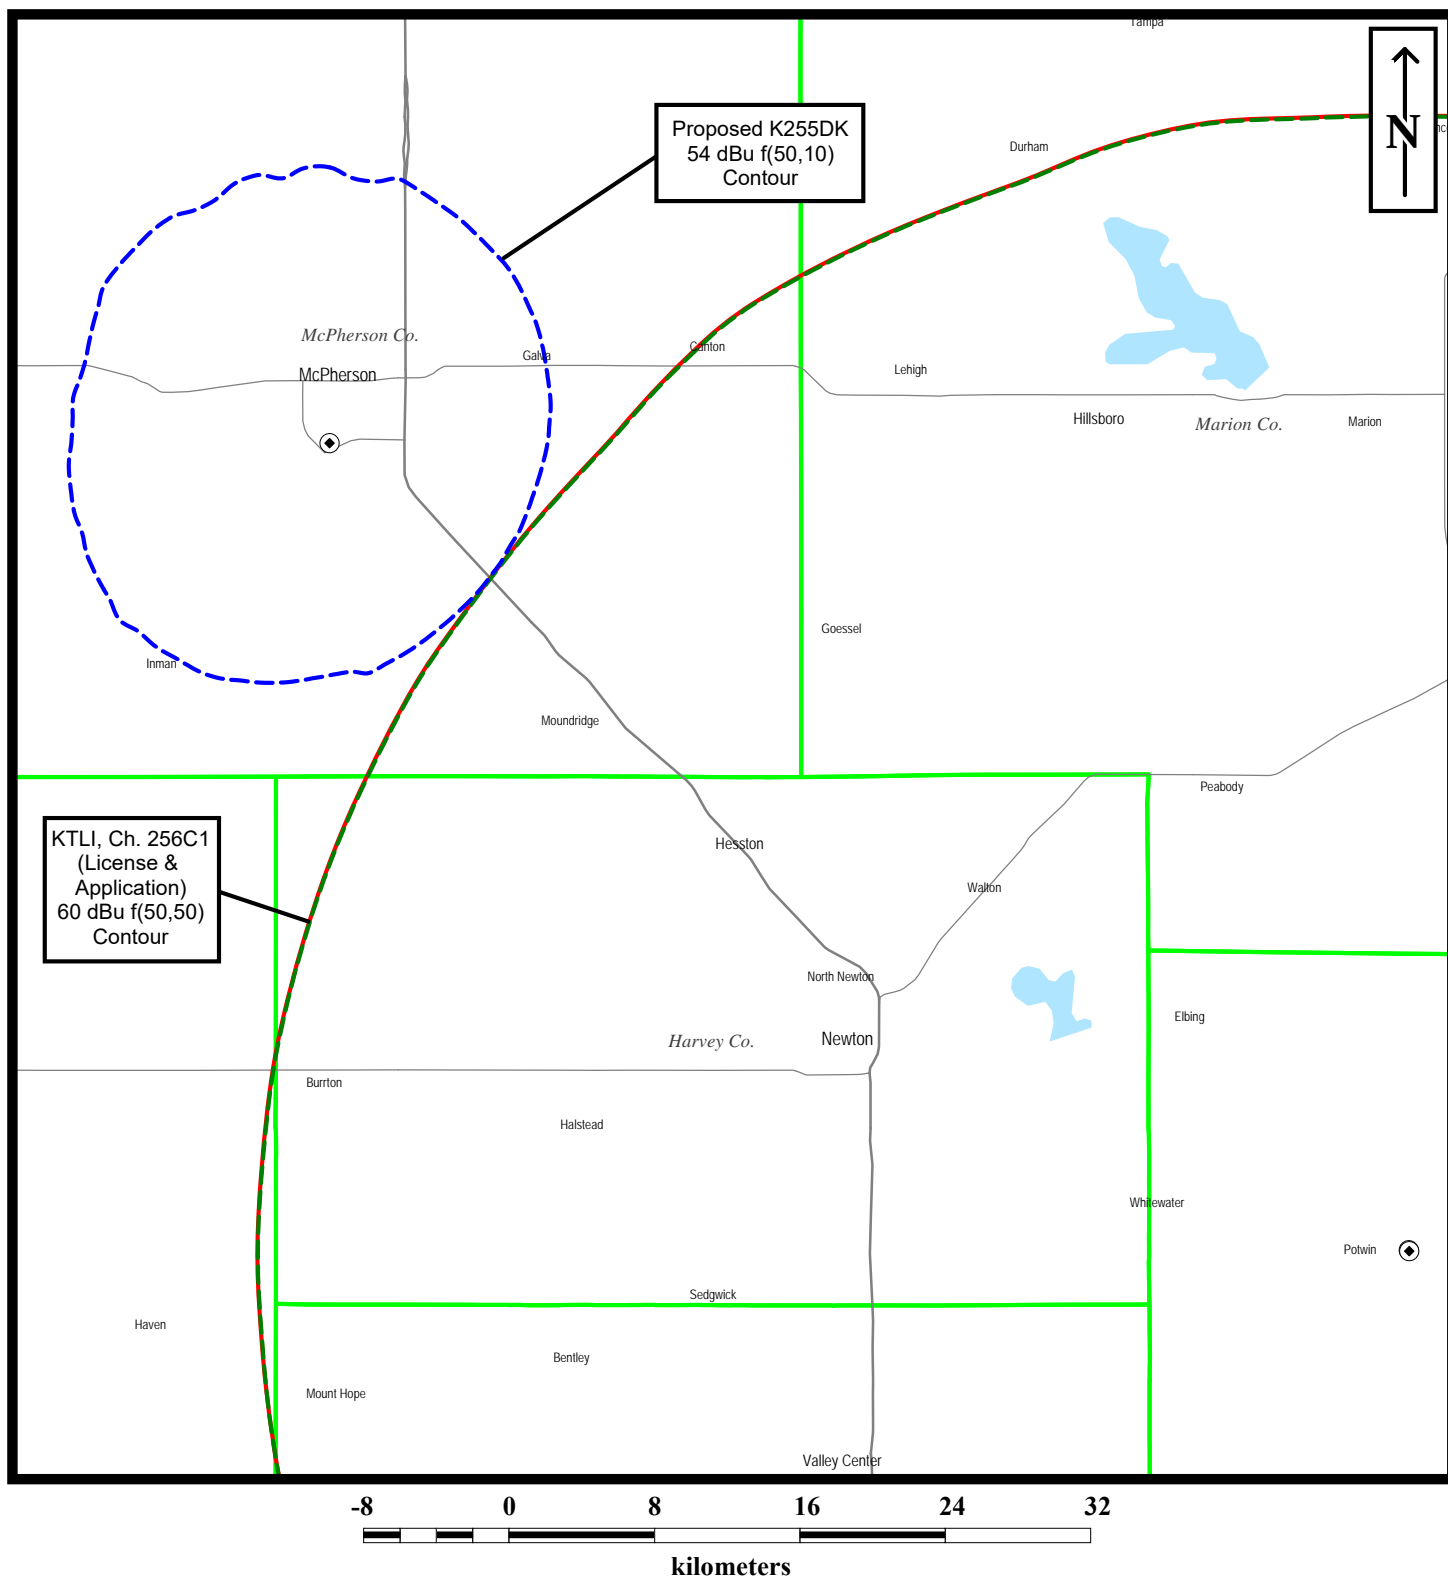 Tampa
Proposed K255DK
54 dBu f(50,10)
Contour
N
Durham
McPherson Co.
Galva
Canton
McPherson
Lehigh
Hillsboro
Marion Co.
Marion
Goessel
Inman
Moundridge
Peabody
KTLI, Ch. 256C1
(License &
Application)
60 dBu f(50,50)
Contour
Hesston
Walton
North Newton
Elbing
Harvey Co.
Newton
Burrton
Halstead
Whitewater
Potwin
Sedgwick
Haven
Bentley
Mount Hope
Valley Center
-8 0 8 16 24 32
kilometers